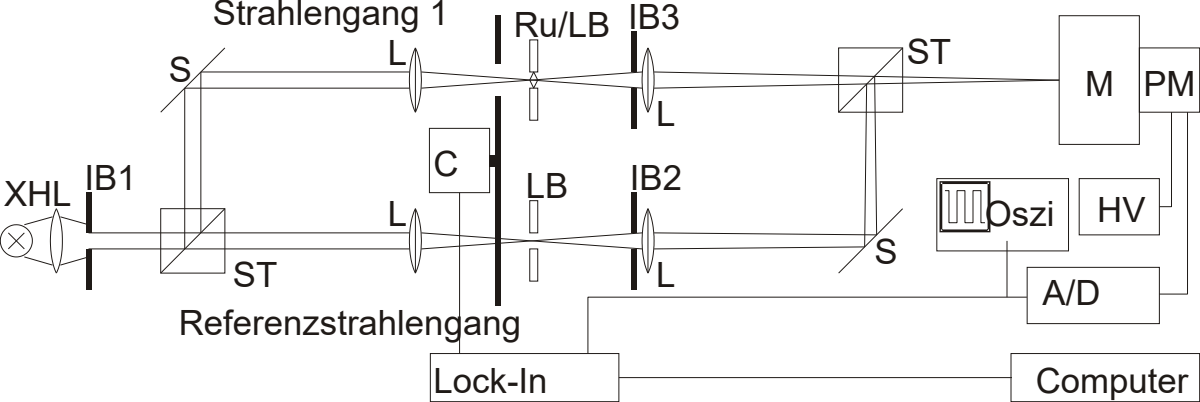 Strahlengang 1
Ru/LB
IB3
L
S
ST
M
PM
L
C
IB1
XHL
LB
IB2
L
Oszi
HV
ST
L
S
A/D
Referenzstrahlengang
Lock-In
Computer